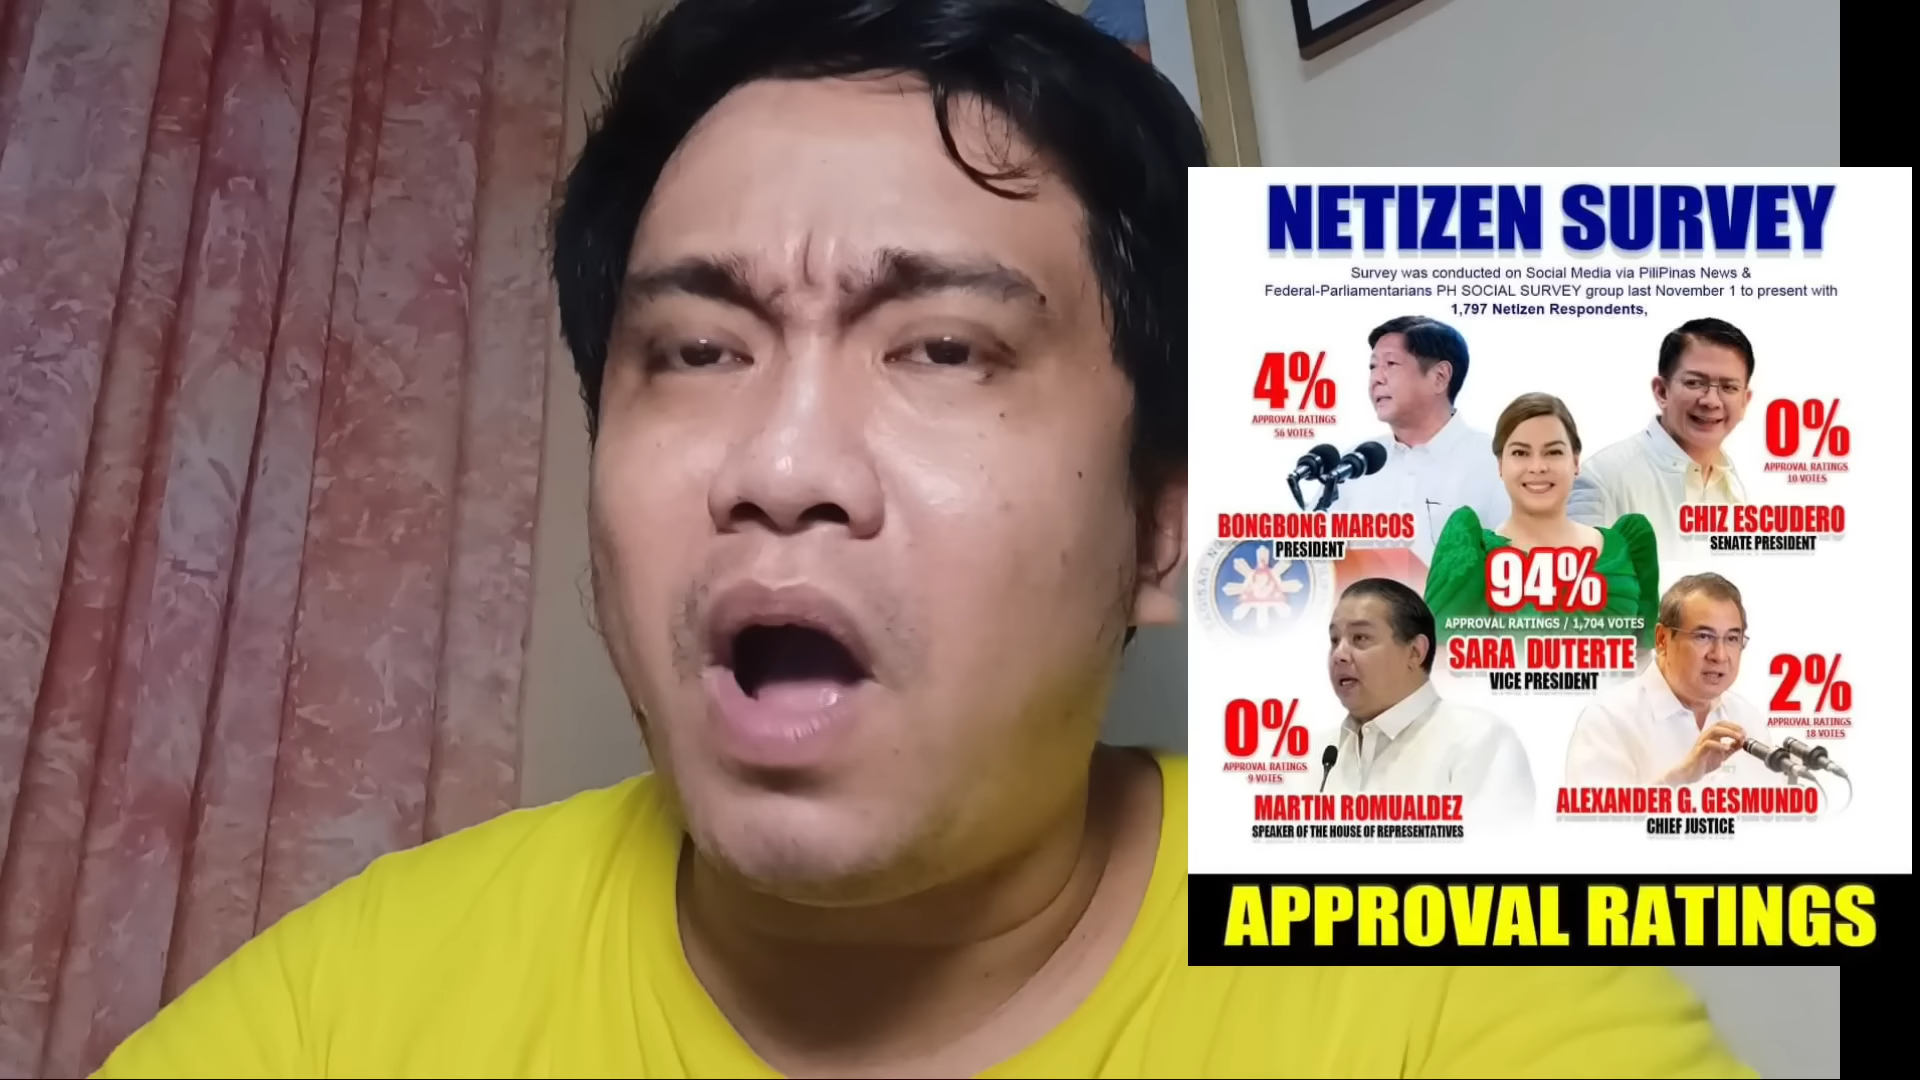 NETIZEN SURVEY
Survey was conducted on Social Media via PiliPinas News &
Federal-Parliamentarians PH SOCIAL SURVEY group last November 1 to present with
1,797 Netizen Respondents,
4%
APPROVAL RATINGS
56 VOTES
BONGBONG MARCOS
PRESIDENT
0%
APPROVAL RATINGS
10 VOTES
CHIZ ESCUDERO
SENATE PRESIDENT
94%
APPROVAL RATINGS / 1,704 VOTES
SARA DUTERTE
VICE PRESIDENT
0%
APPROVAL RATINGS
9 VOTES
MARTIN ROMUALDEZ
SPEAKER OF THE HOUSE OF REPRESENTATIVES
2%
APPROVAL RATINGS
18 VOTES
ALEXANDER G. GESMUNDO
CHIEF JUSTICE
APPROVAL RATINGS